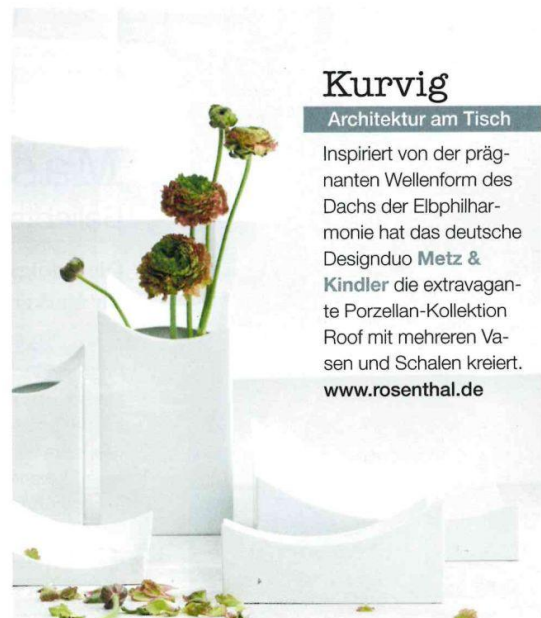 Kurvig
Architektur am Tisch
Inspiriert von der präg-
nanten Wellenform des
Dachs der Elbphilhar-
monie hat das deutsche
Designduo Metz &
Kindler die extravagan-
te Porzellan-Kollektion
Roof mit mehreren Va-
sen und Schalen kreiert.
www.rosenthal.de